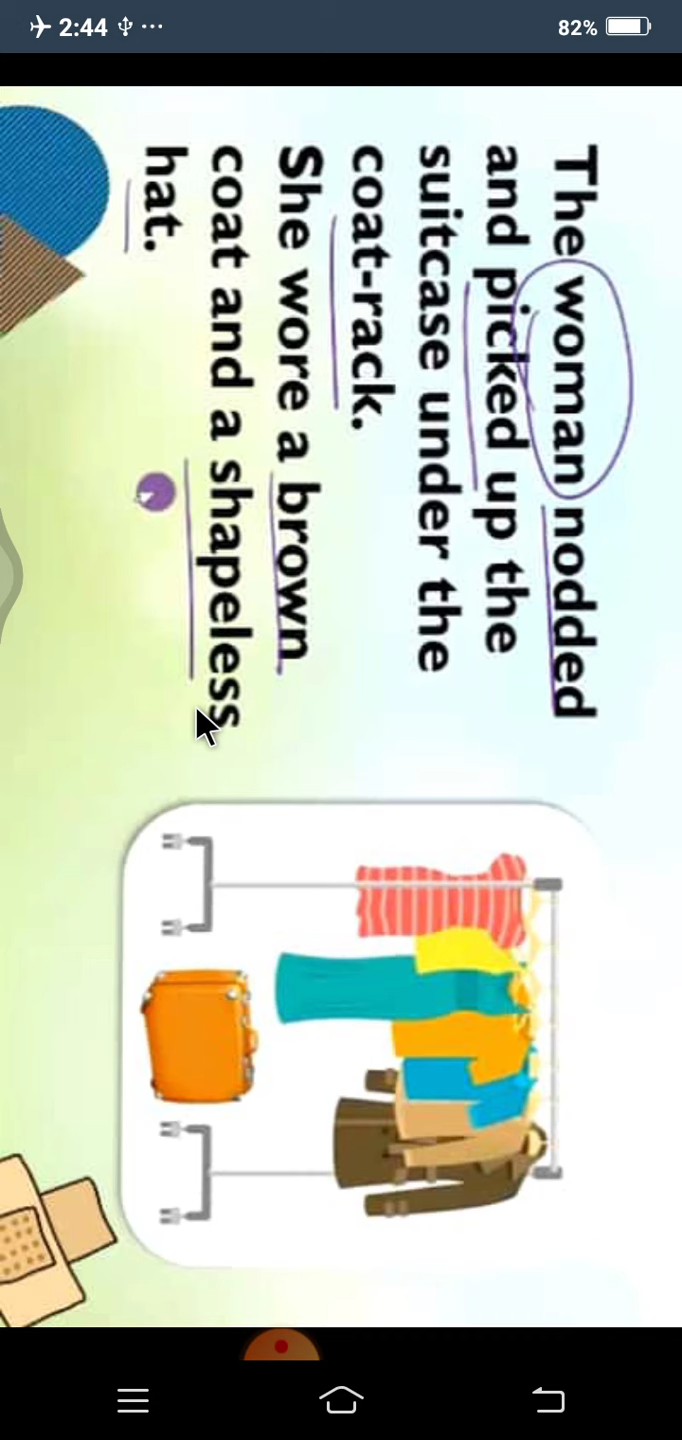 2:44
82%
The woman nodded
and picked up the
suitcase under the
coat-rack.
She wore a brown
coat and a shapeless
hat.